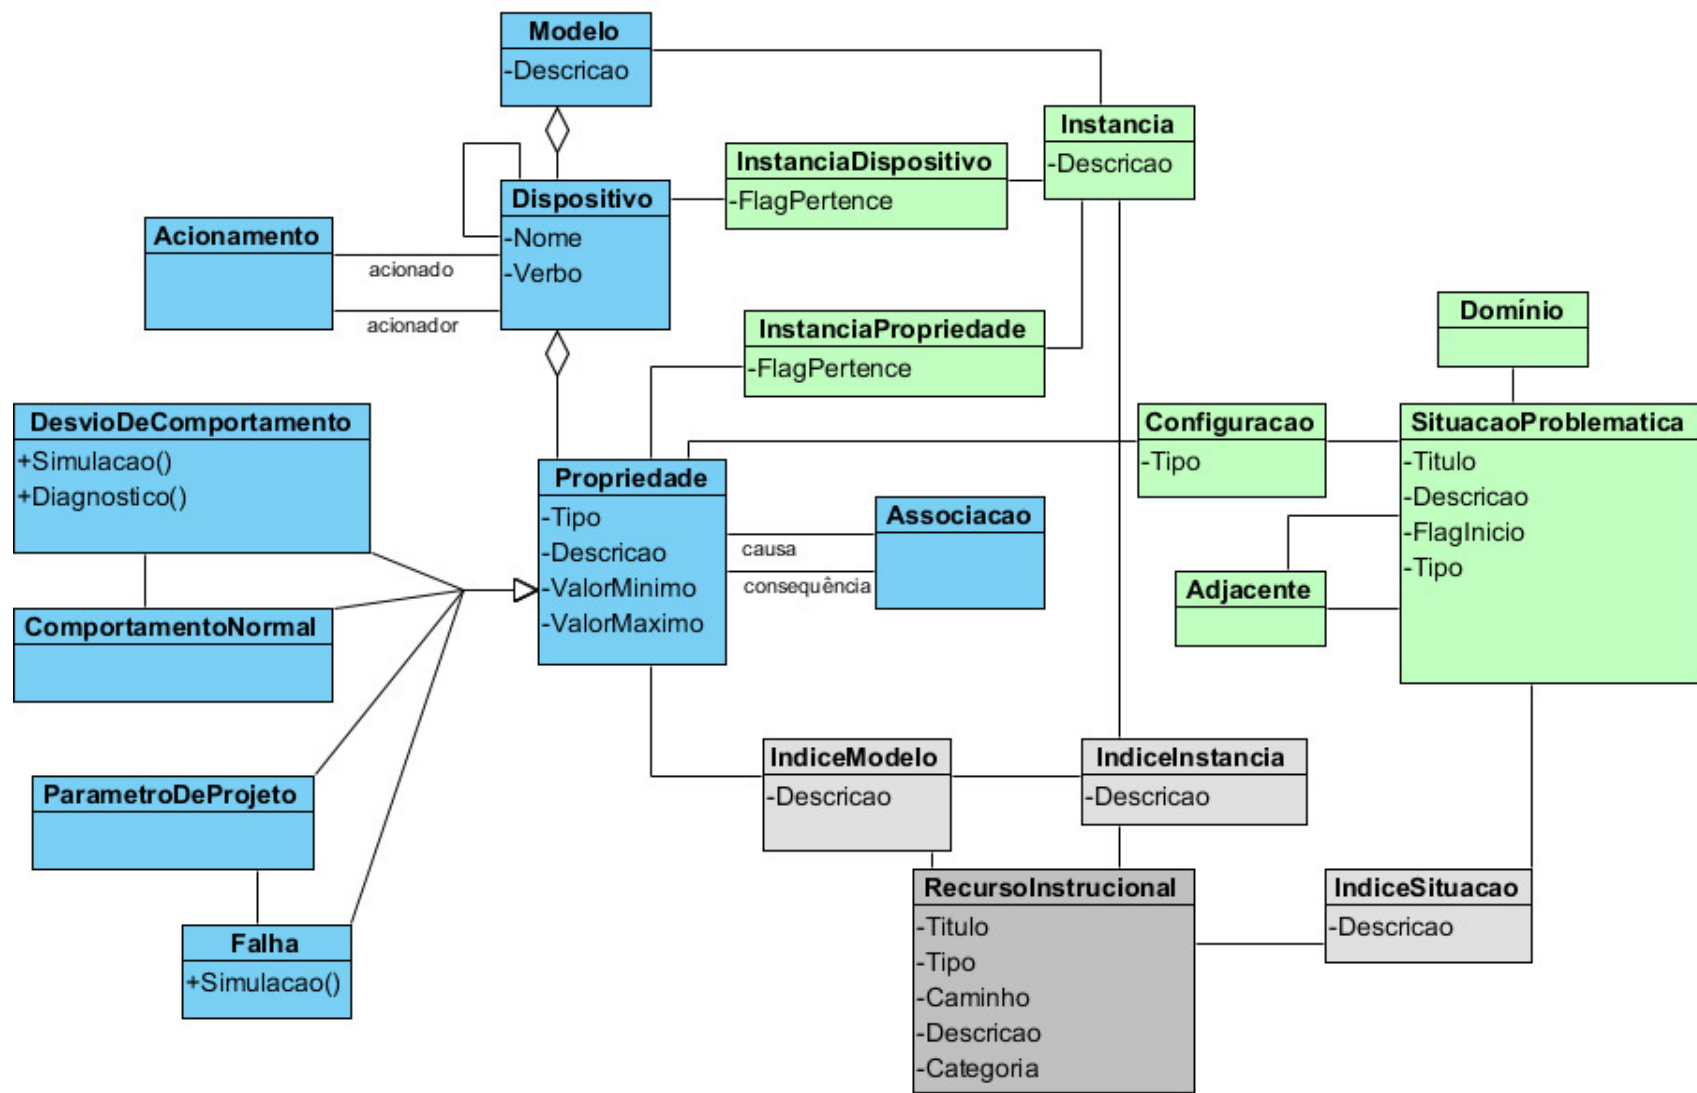 Modelo
-Descricao
Instancia
-Descricao
InstanciaDispositivo
-FlagPertence
Dispositivo
-Nome
-Verbo
Acionamento
acionado
acionador
InstanciaPropriedade
-FlagPertence
Domínio
DesvioDeComportamento
+Simulacao()
+Diagnostico()
Configuracao
-Tipo
SituacaoProblematica
-Titulo
-Descricao
-FlagInicio
-Tipo
Propriedade
-Tipo
-Descricao
-ValorMinimo
-ValorMaximo
Associacao
causa
consequência
Adjacente
ComportamentoNormal
IndiceModelo
-Descricao
IndiceInstancia
-Descricao
ParametroDeProjeto
RecursoInstrucional
-Titulo
-Tipo
-Caminho
-Descricao
-Categoria
IndiceSituacao
-Descricao
Falha
+Simulacao()